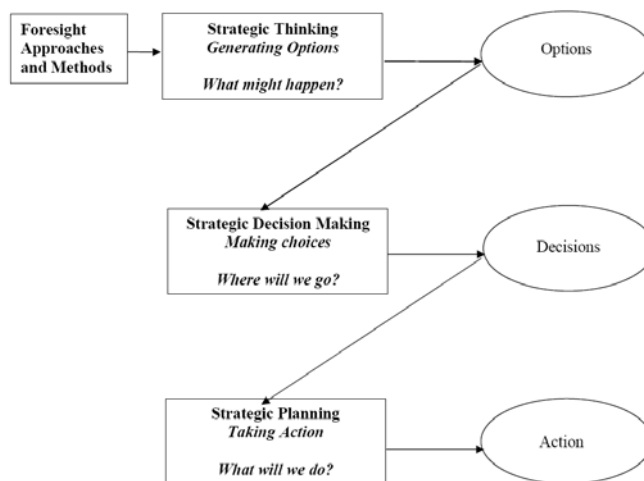 Foresight
Approaches
and Methods
Strategic Thinking
Generating Options
What might happen?
Options
Strategic Decision Making
Making choices
Where will we go?
Decisions
Strategic Planning
Taking Action
What will we do?
Action